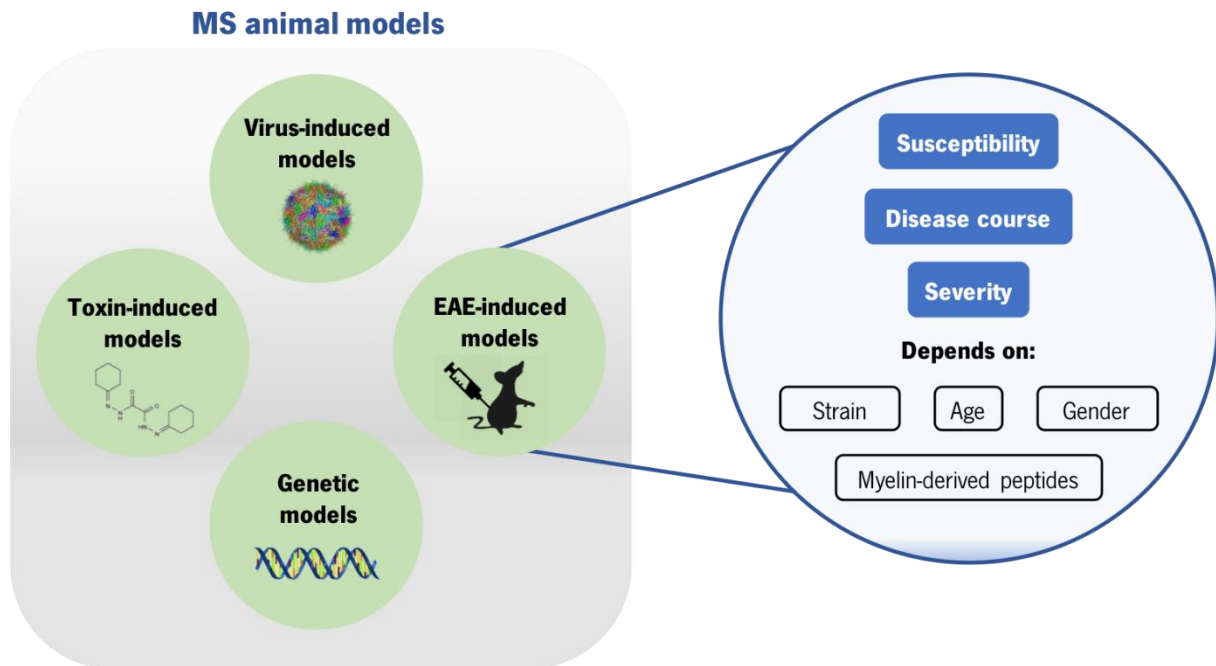 MS animal models
Virus-induced
models
Toxin-induced
models
N
N
H
O
O
HN
N
EAE-induced
models
Genetic
models
Susceptibility
Disease course
Severity
Depends on:
Strain
Age
Gender
Myelin-derived peptides